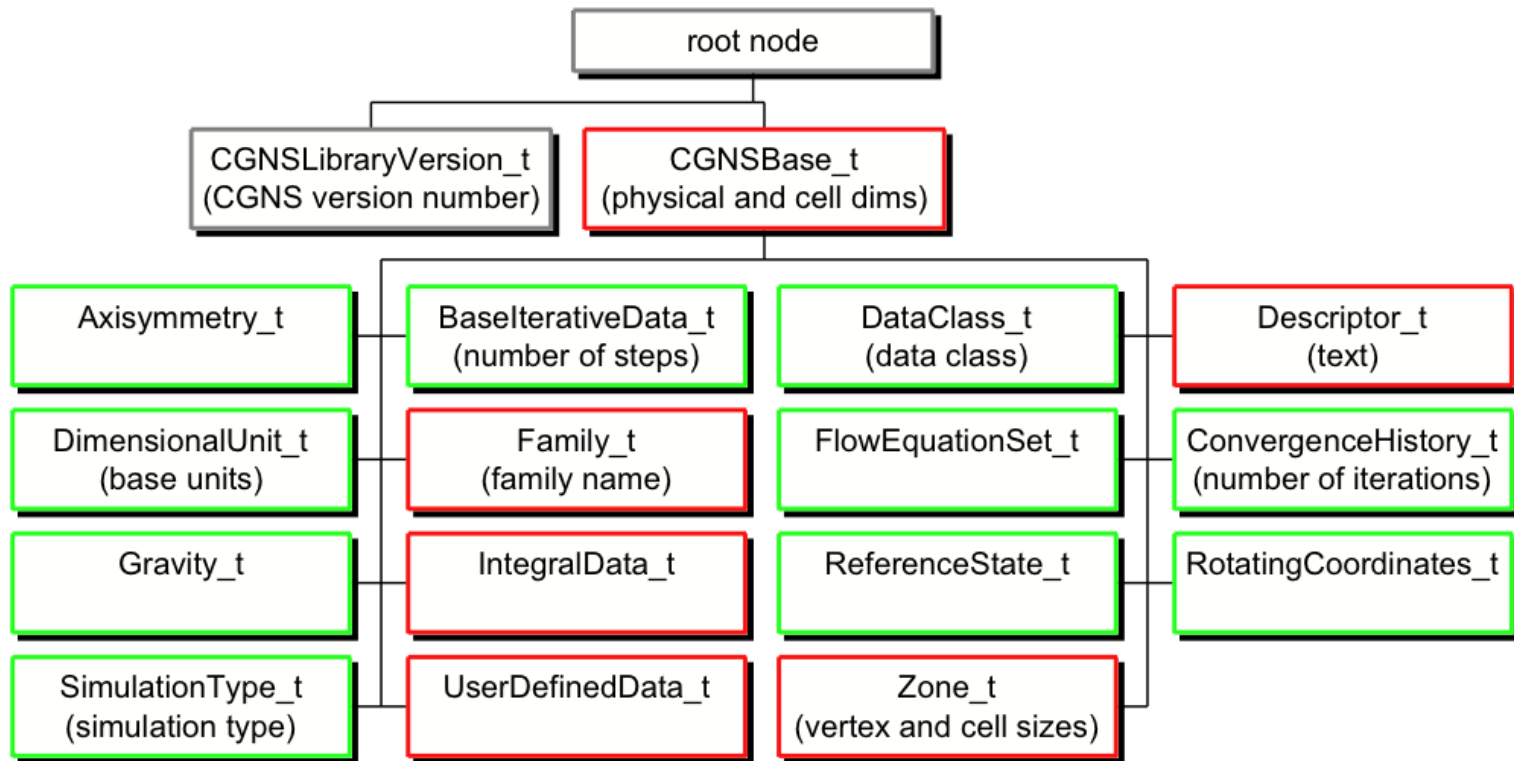 root node
CGNSLibraryVersion_t
(CGNS version number)
CGNSBase_t
(physical and cell dims)
Axisymmetry_t
BaseIterativeData_t
(number of steps)
DataClass_t
(data class)
Descriptor_t
(text)
DimensionalUnit_t
(base units)
Family_t
(family name)
FlowEquationSet_t
ConvergenceHistory_t
(number of iterations)
Gravity_t
IntegralData_t
ReferenceState_t
RotatingCoordinates_t
SimulationType_t
(simulation type)
UserDefinedData_t
Zone_t
(vertex and cell sizes)